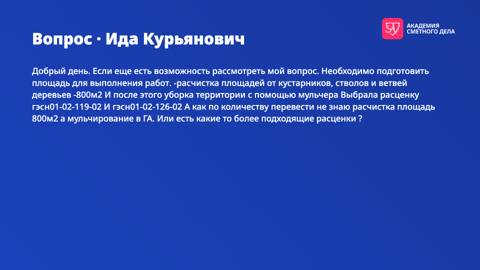 АКАДЕМИЯ
СМЕТНОГО ДЕЛА
Вопрос · Ида Курьянович
Добрый день. Если еще есть возможность рассмотреть мой вопрос. Необходимо подготовить
площадь для выполнения работ. -расчистка площадей от кустарников, стволов и ветвей
деревьев -800м2 И после этого уборка территории с помощью мульчера Выбрала расценку
гэсн01-02-119-02 И гэсн01-02-126-02 А как по количеству перевести не знаю расчистка площадь
800м2 а мульчирование в ГА. Или есть какие то более подходящие расценки ?